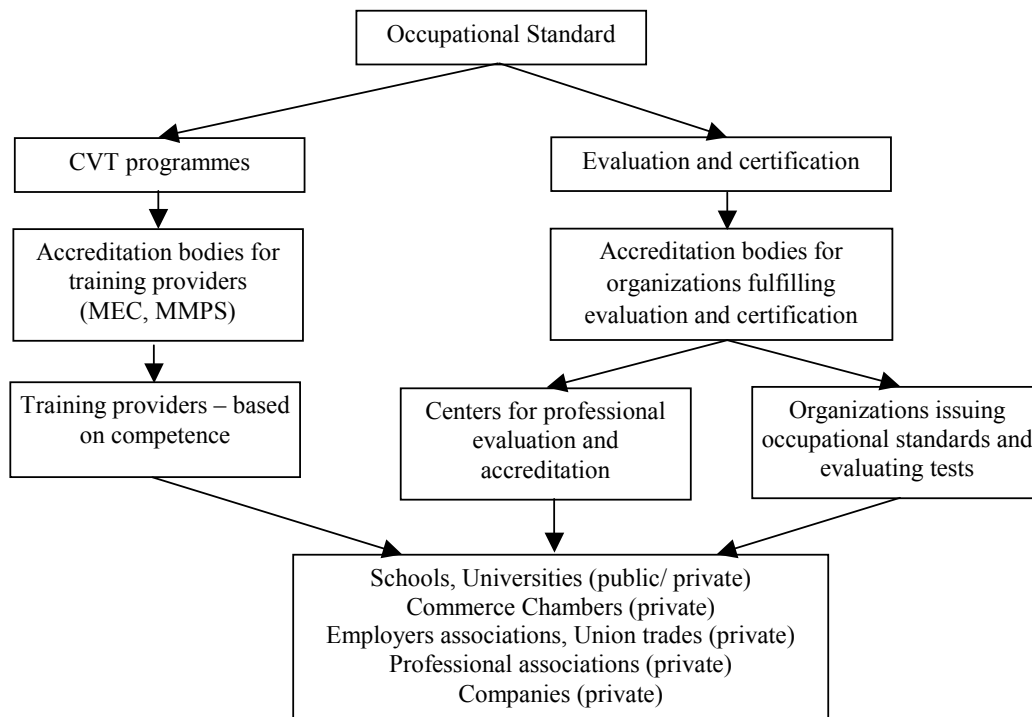 Occupational Standard
CVT programmes
Evaluation and certification
Accreditation bodies for
training providers
(MEC, MMPS)
Accreditation bodies for
organizations fulfilling
evaluation and certification
Training providers – based
on competence
Centers for professional
evaluation and
accreditation
Organizations issuing
occupational standards and
evaluating tests
Schools, Universities (public/ private)
Commerce Chambers (private)
Employers associations, Union trades (private)
Professional associations (private)
Companies (private)